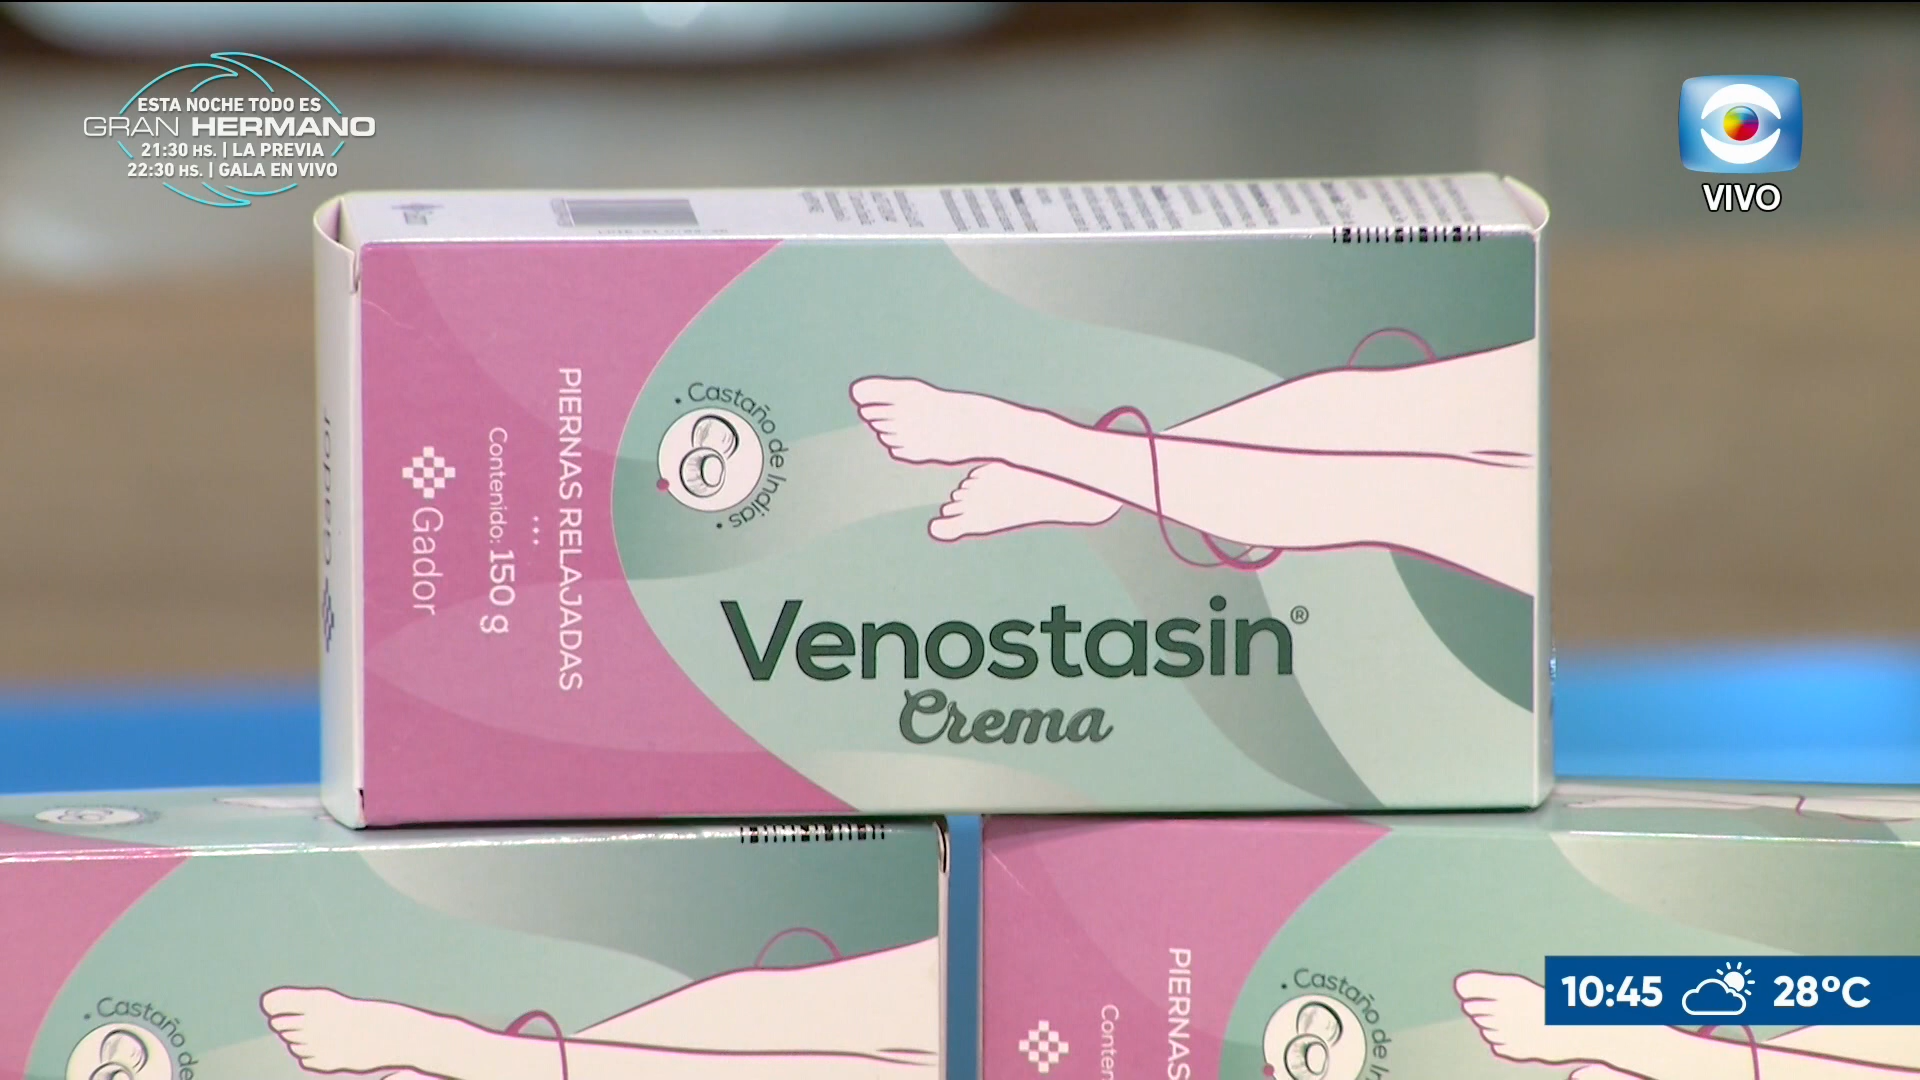 ESTA NOCHE TODO ES
GRAN HERMANO
21:30 HS. | LA PREVIA
22:30 HS. | GALA EN VIVO
VIVO
Castaño de Indias
PIERNAS RELAJADAS
Contenido: 150 g
Gador
Venostasin®
Crema
Gador
Castaño de
PIERNAS
Castaño de
10:45
28°C